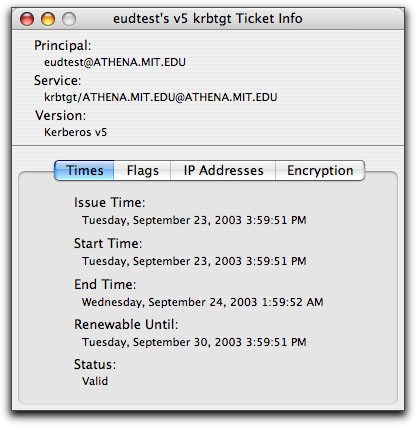 eudtest's v5 krbtgt Ticket Info
Principal:
eudtest@ATHENA.MIT.EDU
Service:
krbtgt/ATHENA.MIT.EDU@ATHENA.MIT.EDU
Version:
Kerberos v5
Times Flags IP Addresses Encryption
Issue Time:
Tuesday, September 23, 2003 3:59:51 PM
Start Time:
Tuesday, September 23, 2003 3:59:51 PM
End Time:
Wednesday, September 24, 2003 1:59:52 AM
Renewable Until:
Tuesday, September 30, 2003 3:59:51 PM
Status:
Valid